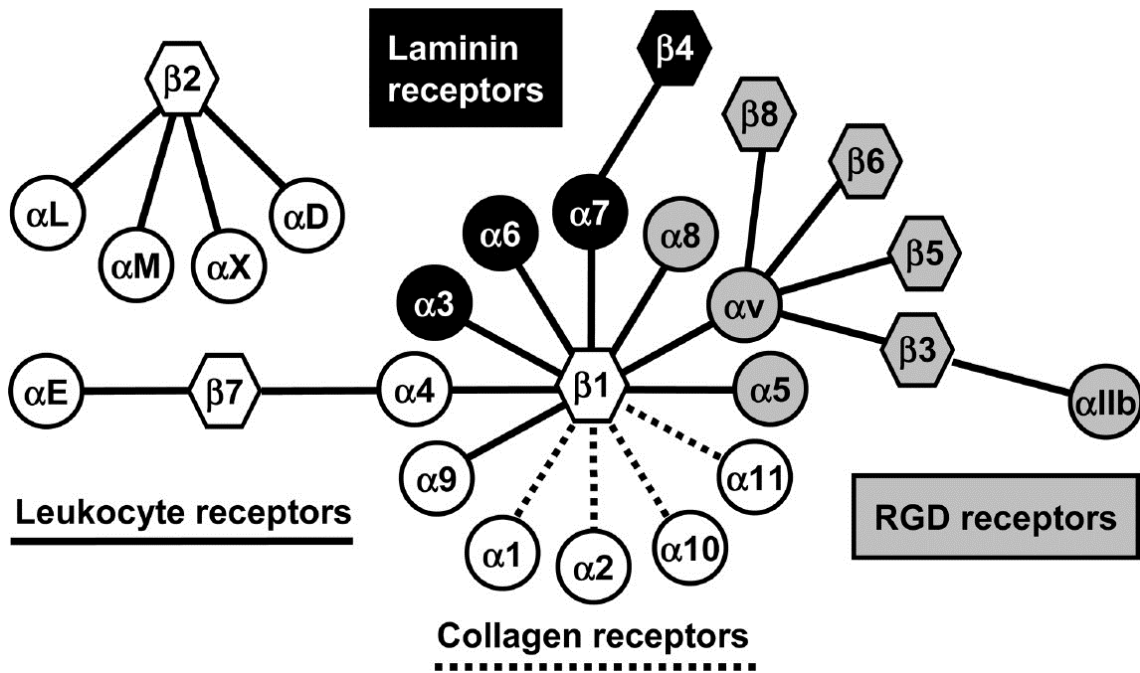 Laminin
receptors
β4
β2
β8
β6
αL
αM
αX
αD
α6
α7
α8
β5
α3
αv
β3
αE
β7
α4
β1
α5
αIIb
α9
α11
Leukocyte receptors
RGD receptors
α1
α2
α10
Collagen receptors